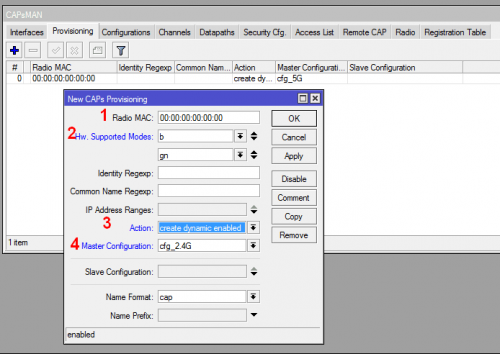 CAPsMAN
Interfaces Provisioning Configurations Channels Datapaths Security Cfg. Access List Remote CAP Radio Registration Table
# Radio MAC Identity Regexp Common Nam... Action Master Configurati... Slave Configuration
0 00:00:00:00:00:00 create dy... cfg_5G
New CAPs Provisioning
1 Radio MAC: 00:00:00:00:00:00 OK
2 Hw. Supported Modes: b Cancel
gn Apply
Identity Regexp: Disable
Common Name Regexp: Comment
IP Address Ranges: Copy
3
Action: create dynamic enabled Remove
4 Master Configuration: cfg_2.4G
1 item
Slave Configuration:
Name Format: cap
Name Prefix:
enabled